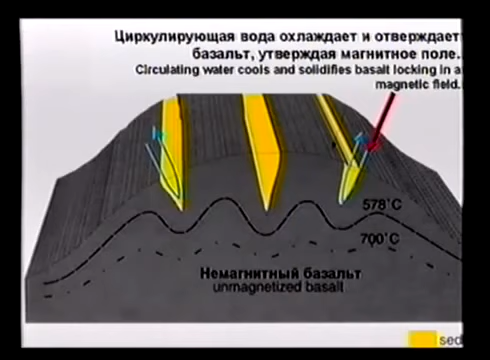 Циркулирующая вода охлаждает и отверждает
базальт, утверждая магнитное поле.
Circulating water cools and solidifies basalt locking in a
magnetic field.
578°C
700°C
Немагнитный базальт
unmagnetized basalt
sed